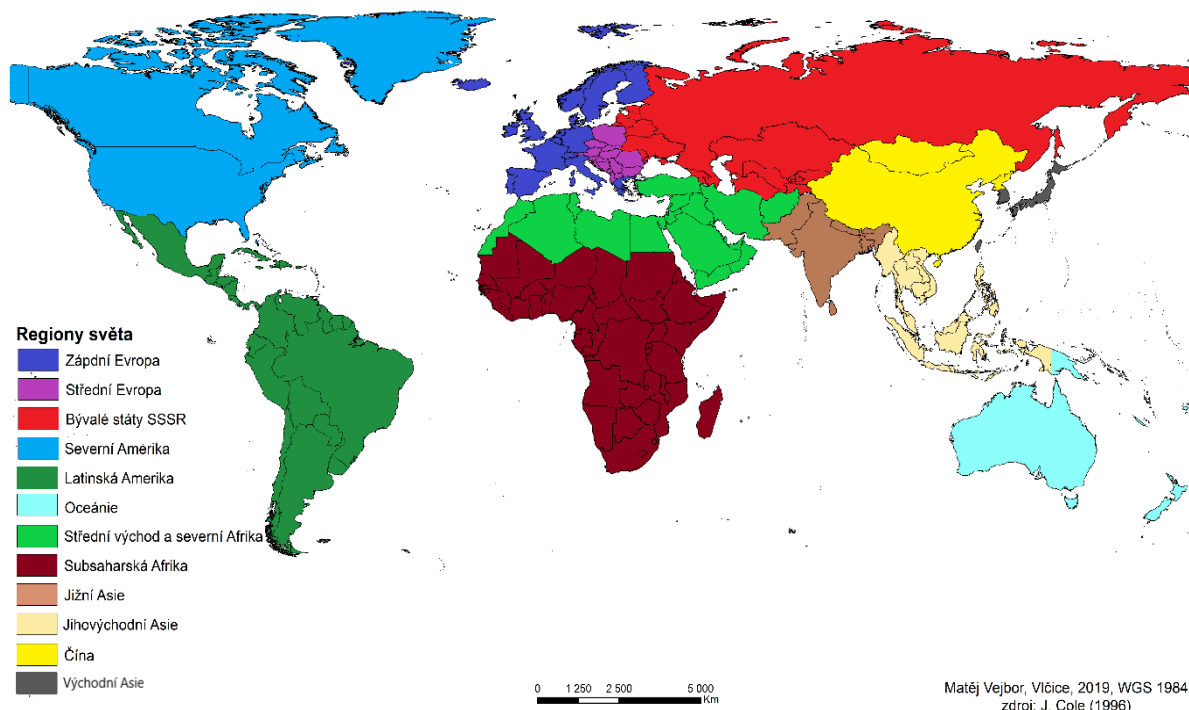 Regiony světa
Západní Evropa
Střední Evropa
Bývalé státy SSSR
Severní Amérika
Latinská Amerika
Oceánie
Střední východ a severní Afrika
Subsaharská Afrika
Jižní Asie
Jihovýchodní Asie
Čína
Východní Asie
0 1 250 2 500 5 000
Km
Matěj Vejbor, Vlčice, 2019, WGS 1984
zdroj: J. Cole (1996)